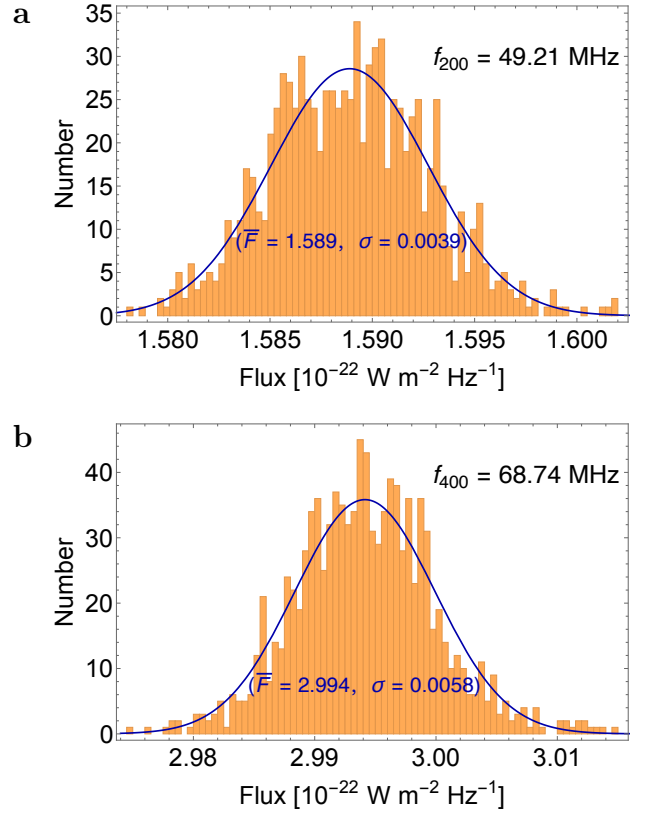 a
f₂₀₀ = 49.21 MHz
Number
35
30
25
20
15
10
5
0
(F̅ = 1.589, σ = 0.0039)
1.580 1.585 1.590 1.595 1.600
Flux [10⁻²² W m⁻² Hz⁻¹]
b
f₄₀₀ = 68.74 MHz
Number
40
30
20
10
0
(F̅ = 2.994, σ = 0.0058)
2.98 2.99 3.00 3.01
Flux [10⁻²² W m⁻² Hz⁻¹]